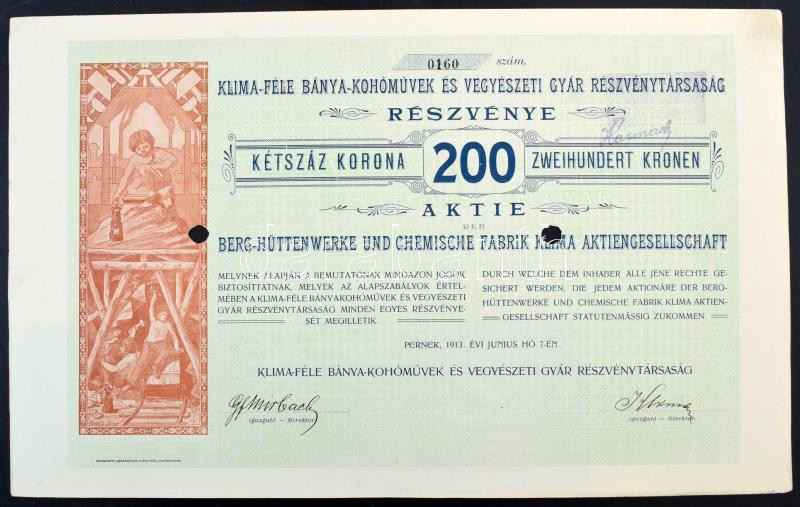 0160 szám.
KLIMA-FÉLE BÁNYA-KOHÓMŰVEK ÉS VEGYÉSZETI GYÁR RÉSZVÉNYTÁRSASÁG
RÉSZVÉNYE
KÉTSZÁZ KORONA 200 ZWEIHUNDERT KRONEN
AKTIE
DER
BERG-HÜTTENWERKE UND CHEMISCHE FABRIK KLIMA AKTIENGESELLSCHAFT
MELYNEK ALAPJÁN A BEMUTATÓNAK MINDAZON JOGOK
BIZTOSÍTTATNAK, MELYEK AZ ALAPSZABÁLYOK ÉRTEL-
MÉBEN A KLIMA-FÉLE BÁNYAKOHÓMŰVEK ÉS VEGYÉSZETI
GYÁR RÉSZVÉNYTÁRSASÁG MINDEN EGYES RÉSZVÉNYE-
SÉT MEGILLETIK.
DURCH WELCHE DEM INHABER ALLE JENE RECHTE GE-
SICHERT WERDEN, DIE JEDEM AKTIONÄRE DER BERG-
HÜTTENWERKE UND CHEMISCHE FABRIK KLIMA AKTIEN-
GESELLSCHAFT STATUTENMÄSSIG ZUKOMMEN.
PERNEK, 1913. ÉVI JUNIUS HÓ 7-ÉN.
KLIMA-FÉLE BÁNYA-KOHÓMŰVEK ÉS VEGYÉSZETI GYÁR RÉSZVÉNYTÁRSASÁG
igazgató — Direktor.
igazgató — Direktor.